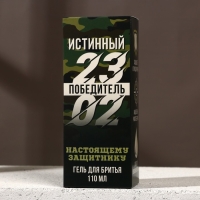 ИСТИННЫЙ
23
ПОБЕДИТЕЛЬ
02
НАСТОЯЩЕМУ
ЗАЩИТНИКУ
ГЕЛЬ ДЛЯ БРИТЬЯ
110 МЛ